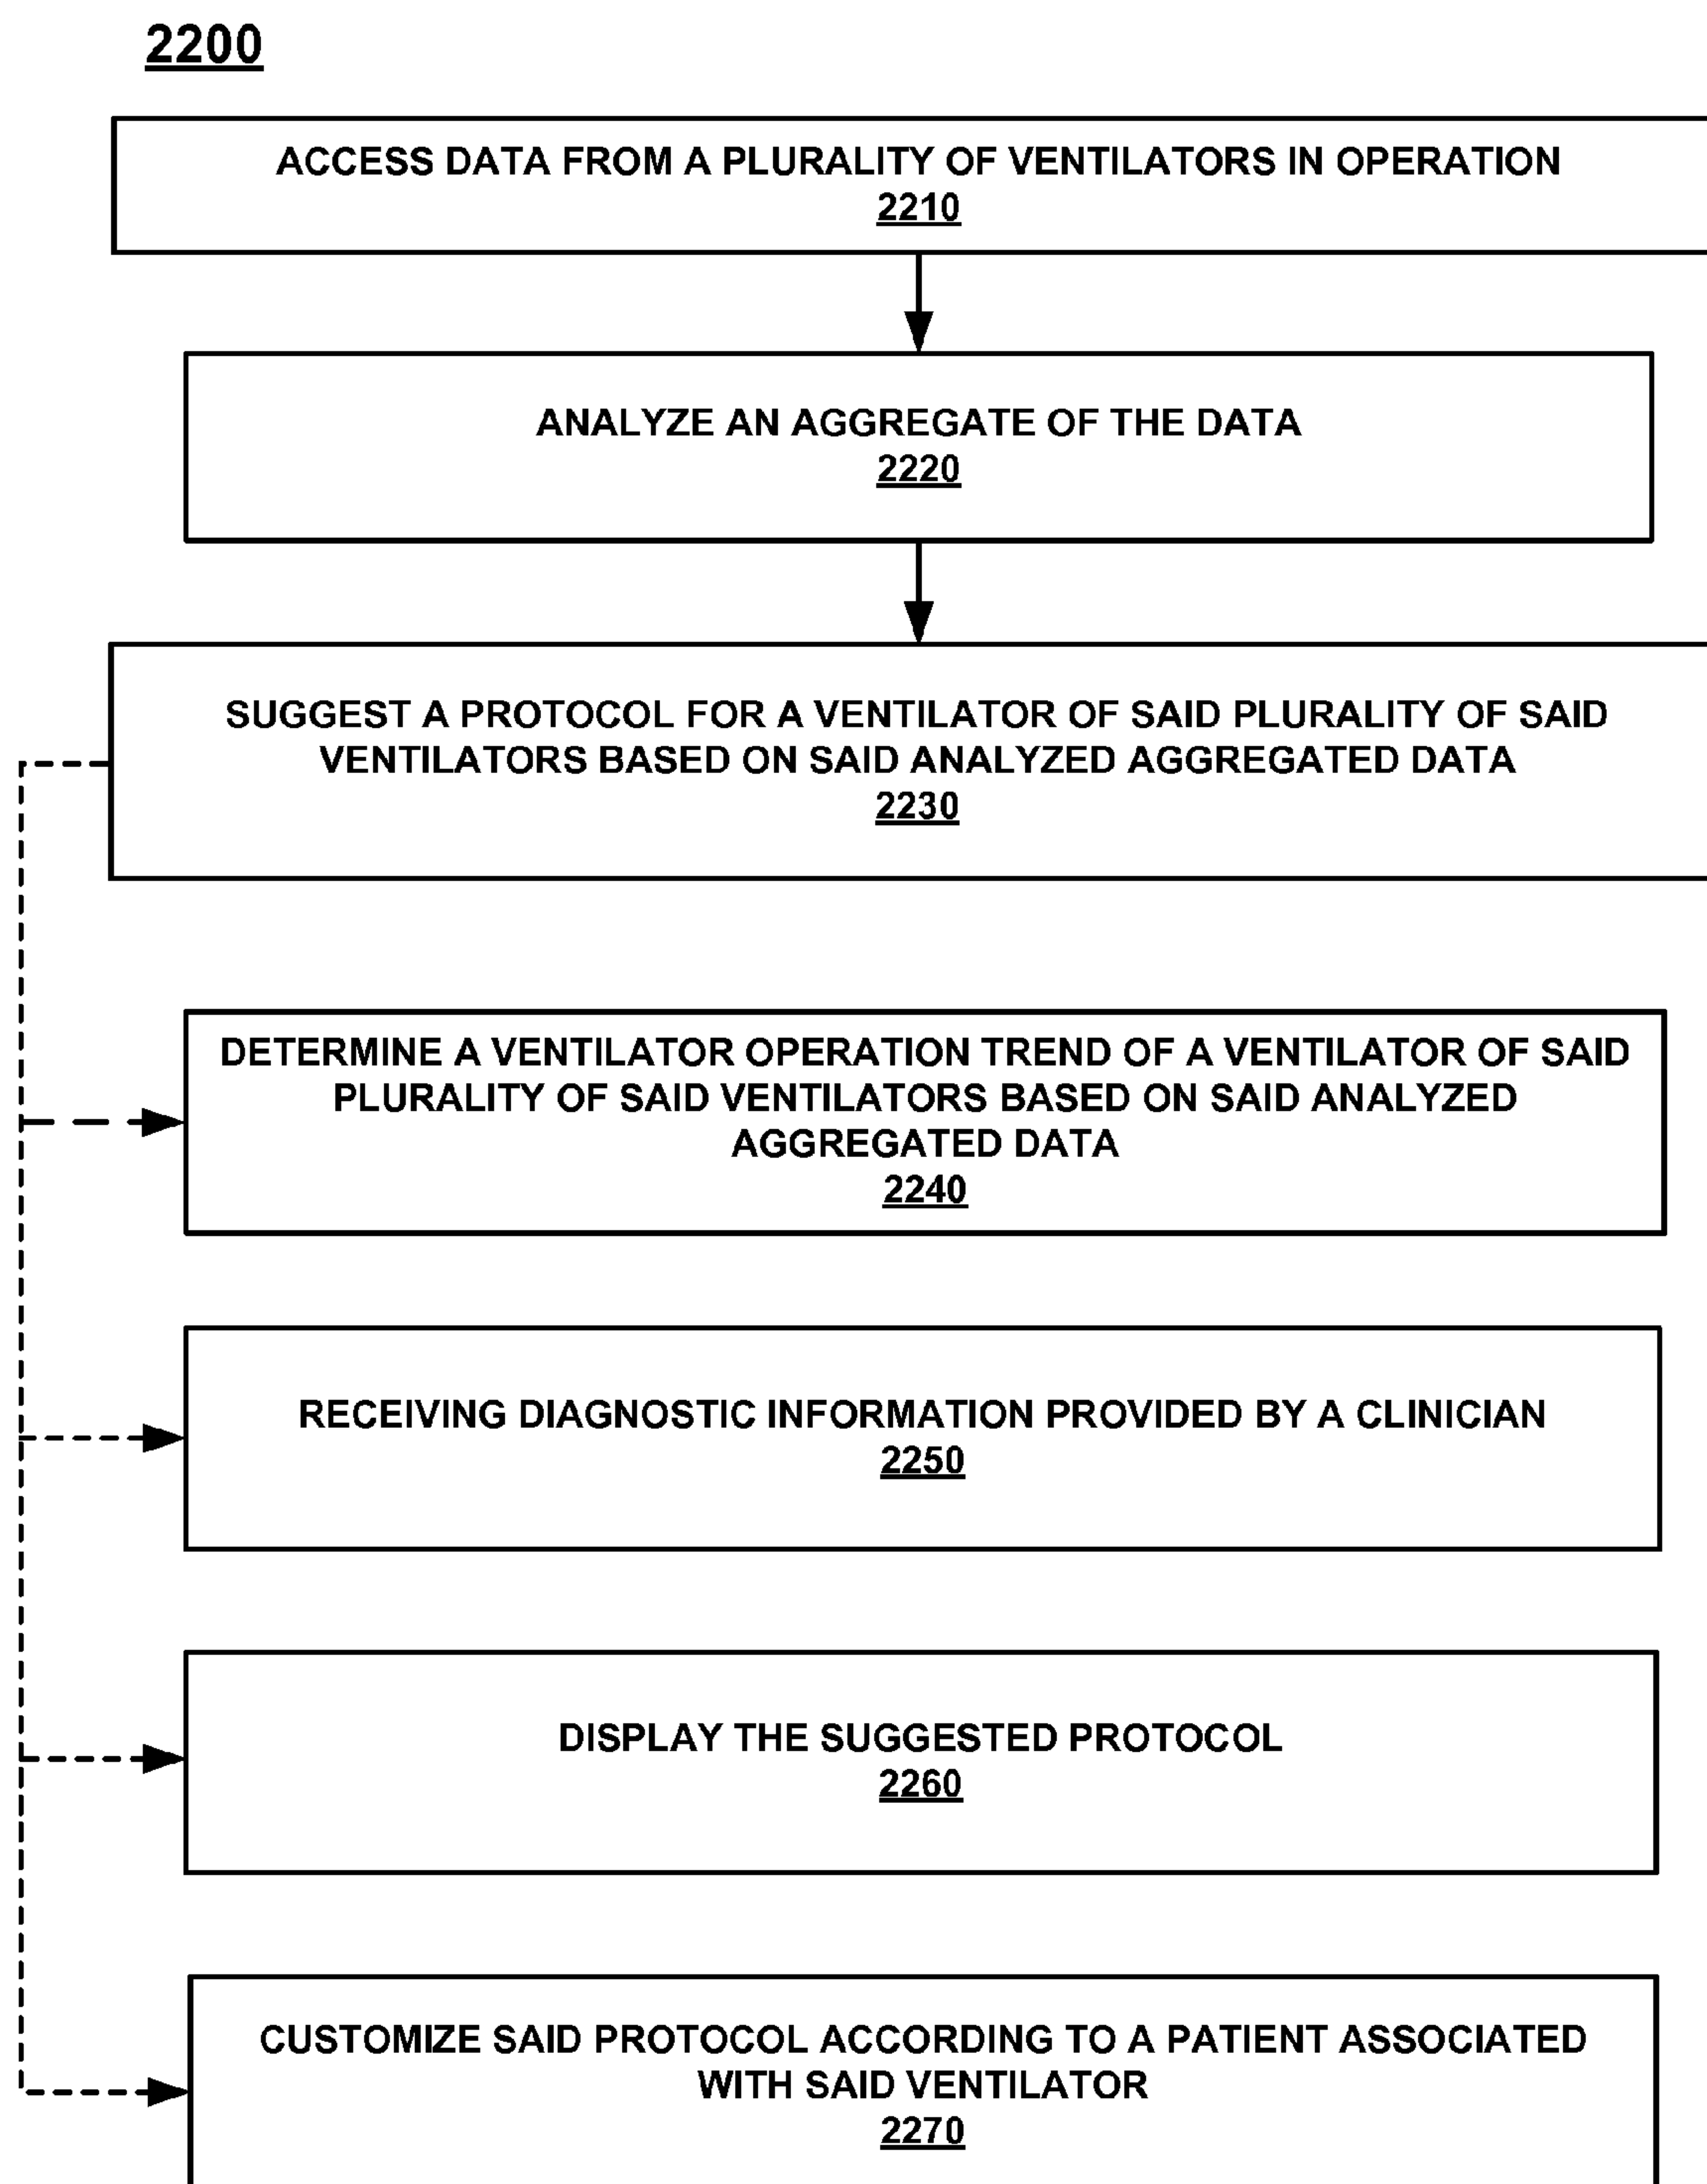 2200
ACCESS DATA FROM A PLURALITY OF VENTILATORS IN OPERATION
2210
ANALYZE AN AGGREGATE OF THE DATA
2220
SUGGEST A PROTOCOL FOR A VENTILATOR OF SAID PLURALITY OF SAID
VENTILATORS BASED ON SAID ANALYZED AGGREGATED DATA
2230
DETERMINE A VENTILATOR OPERATION TREND OF A VENTILATOR OF SAID
PLURALITY OF SAID VENTILATORS BASED ON SAID ANALYZED
AGGREGATED DATA
2240
RECEIVING DIAGNOSTIC INFORMATION PROVIDED BY A CLINICIAN
2250
DISPLAY THE SUGGESTED PROTOCOL
2260
CUSTOMIZE SAID PROTOCOL ACCORDING TO A PATIENT ASSOCIATED
WITH SAID VENTILATOR
2270